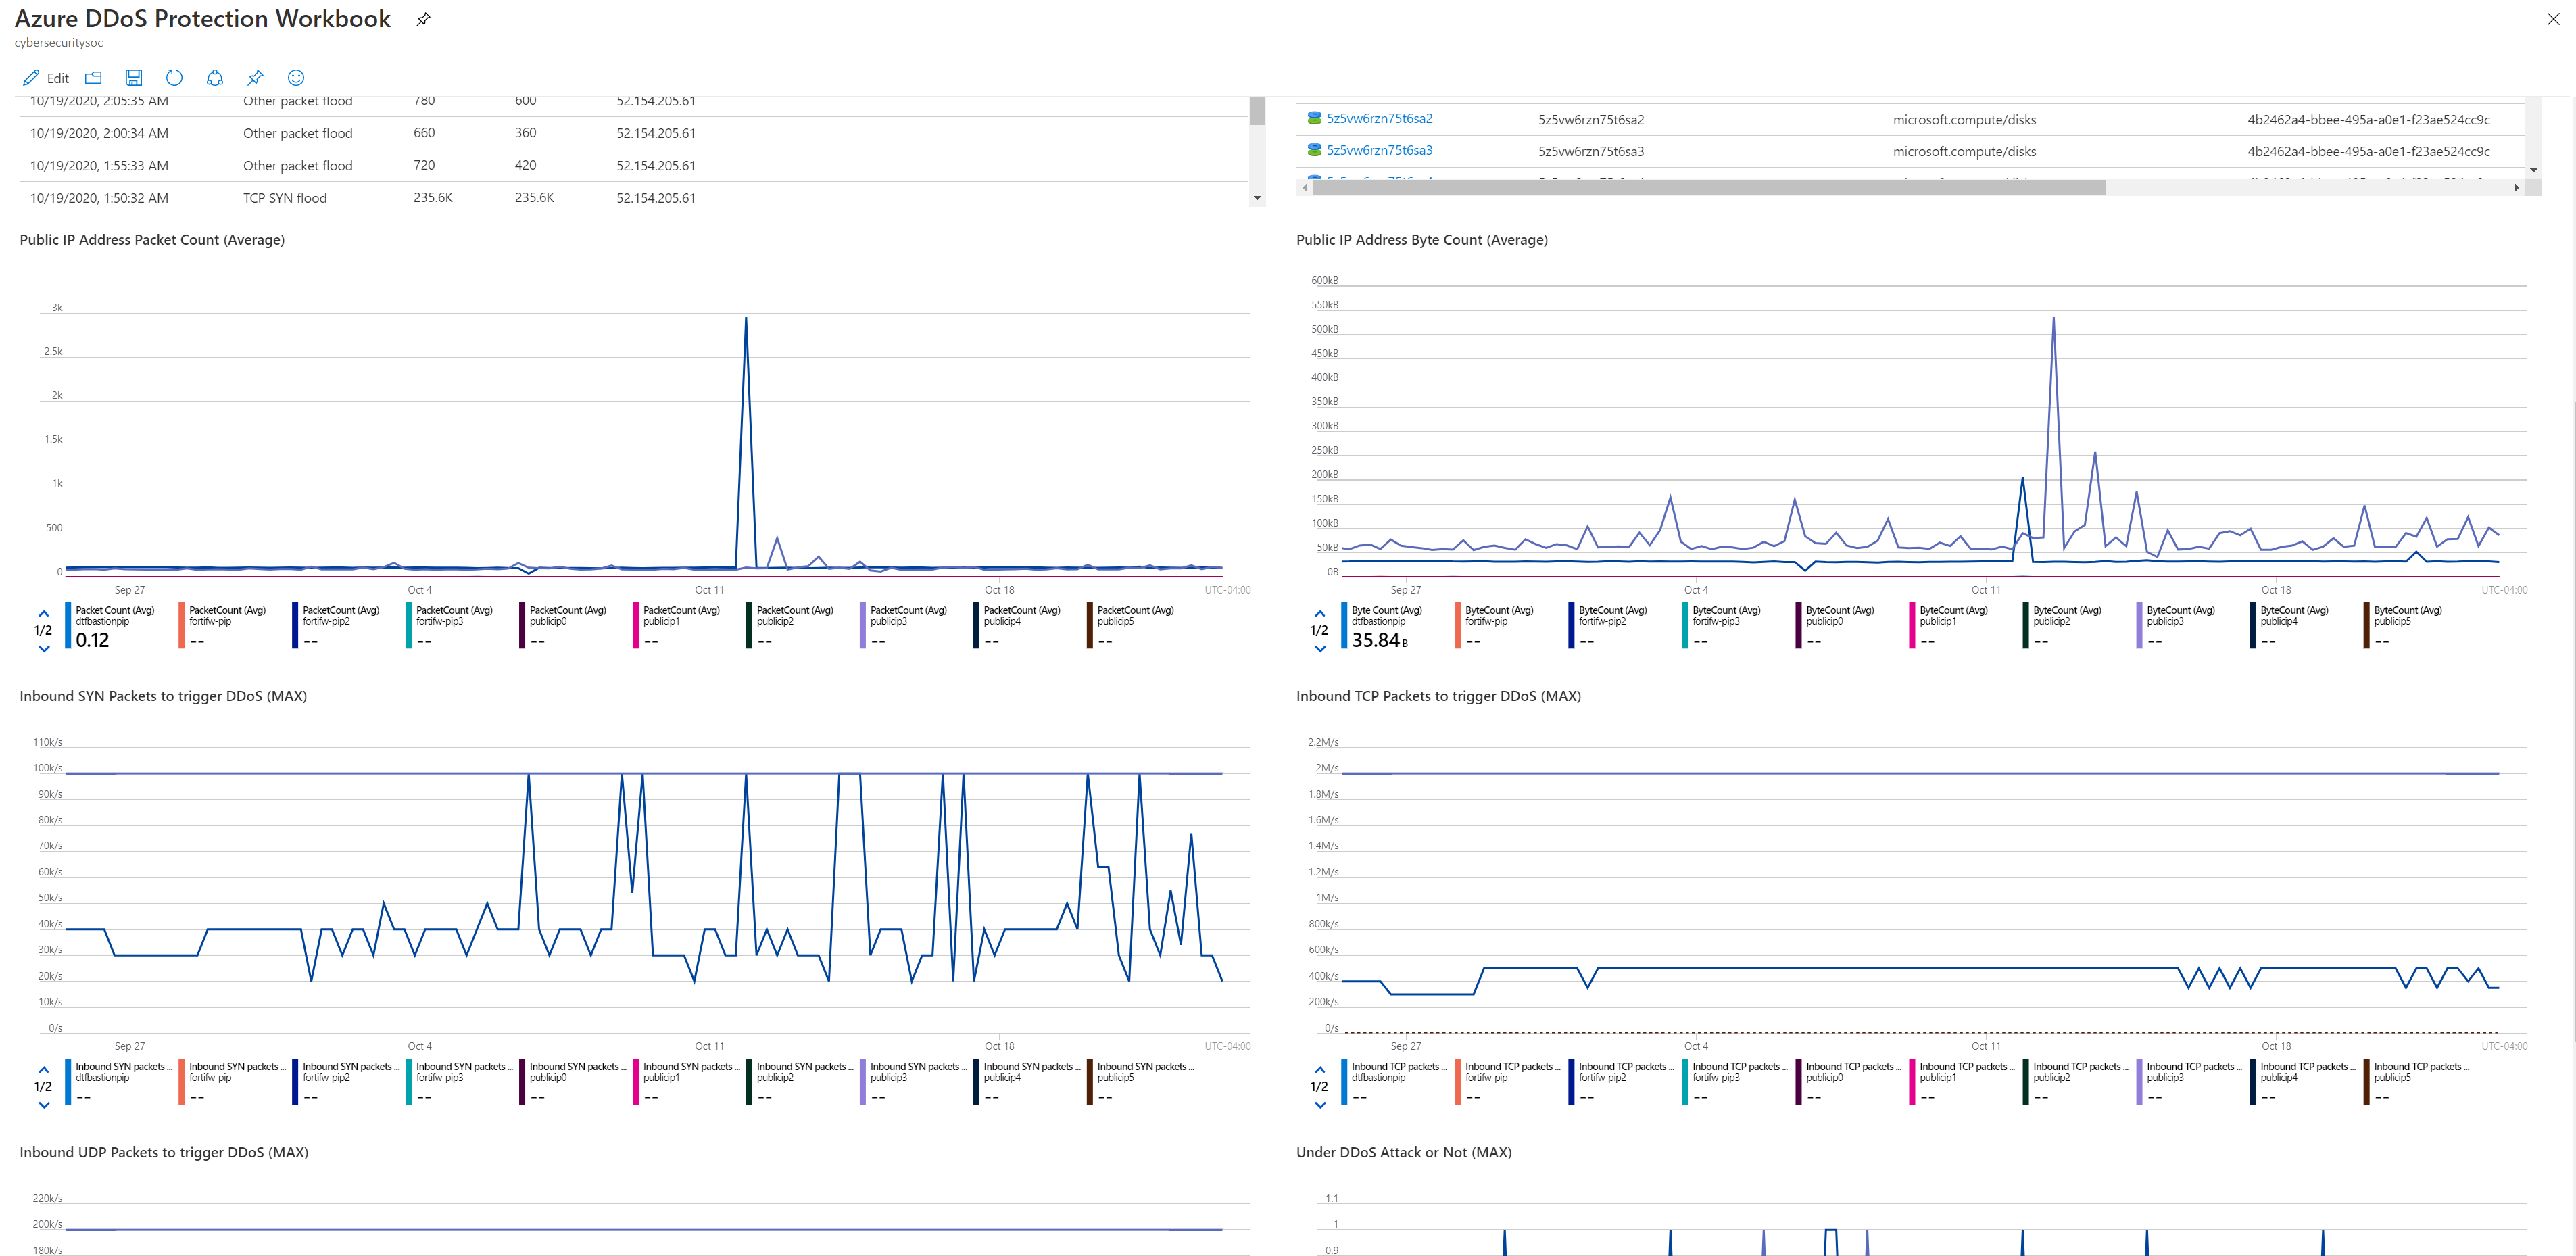 Azure DDoS Protection Workbook
cybersecuritysoc
Edit
10/19/2020, 2:05:35 AM Other packet flood 780 600 52.154.205.61
10/19/2020, 2:00:34 AM Other packet flood 660 360 52.154.205.61
10/19/2020, 1:55:33 AM Other packet flood 720 420 52.154.205.61
10/19/2020, 1:50:32 AM TCP SYN flood 235.6K 235.6K 52.154.205.61
5z5vw6rzn75t6sa2 5z5vw6rzn75t6sa2 microsoft.compute/disks 4b2462a4-bbee-495a-a0e1-f23ae524cc9c
5z5vw6rzn75t6sa3 5z5vw6rzn75t6sa3 microsoft.compute/disks 4b2462a4-bbee-495a-a0e1-f23ae524cc9c
Public IP Address Packet Count (Average)
3k
2.5k
2k
1.5k
1k
500
0
Sep 27 Oct 4 Oct 11 Oct 18 UTC-04:00
1/2
Packet Count (Avg) PacketCount (Avg) PacketCount (Avg) PacketCount (Avg) PacketCount (Avg) PacketCount (Avg) PacketCount (Avg) PacketCount (Avg) PacketCount (Avg) PacketCount (Avg)
dtfbastionpip fortifw-pip fortifw-pip2 fortifw-pip3 publicip0 publicip1 publicip2 publicip3 publicip4 publicip5
0.12 -- -- -- -- -- -- -- -- --
Public IP Address Byte Count (Average)
600kB
550kB
500kB
450kB
400kB
350kB
300kB
250kB
200kB
150kB
100kB
50kB
0B
Sep 27 Oct 4 Oct 11 Oct 18 UTC-04:00
1/2
Byte Count (Avg) ByteCount (Avg) ByteCount (Avg) ByteCount (Avg) ByteCount (Avg) ByteCount (Avg) ByteCount (Avg) ByteCount (Avg) ByteCount (Avg) ByteCount (Avg)
dtfbastionpip fortifw-pip fortifw-pip2 fortifw-pip3 publicip0 publicip1 publicip2 publicip3 publicip4 publicip5
35.84 B -- -- -- -- -- -- -- -- --
Inbound SYN Packets to trigger DDoS (MAX)
110k/s
100k/s
90k/s
80k/s
70k/s
60k/s
50k/s
40k/s
30k/s
20k/s
10k/s
0/s
Sep 27 Oct 4 Oct 11 Oct 18 UTC-04:00
1/2
Inbound SYN packets ... Inbound SYN packets ... Inbound SYN packets ... Inbound SYN packets ... Inbound SYN packets ... Inbound SYN packets ... Inbound SYN packets ... Inbound SYN packets ... Inbound SYN packets ... Inbound SYN packets ...
dtfbastionpip fortifw-pip fortifw-pip2 fortifw-pip3 publicip0 publicip1 publicip2 publicip3 publicip4 publicip5
-- -- -- -- -- -- -- -- -- --
Inbound TCP Packets to trigger DDoS (MAX)
2.2M/s
2M/s
1.8M/s
1.6M/s
1.4M/s
1.2M/s
1M/s
800k/s
600k/s
400k/s
200k/s
0/s
Sep 27 Oct 4 Oct 11 Oct 18 UTC-04:00
1/2
Inbound TCP packets ... Inbound TCP packets ... Inbound TCP packets ... Inbound TCP packets ... Inbound TCP packets ... Inbound TCP packets ... Inbound TCP packets ... Inbound TCP packets ... Inbound TCP packets ... Inbound TCP packets ...
dtfbastionpip fortifw-pip fortifw-pip2 fortifw-pip3 publicip0 publicip1 publicip2 publicip3 publicip4 publicip5
-- -- -- -- -- -- -- -- -- --
Inbound UDP Packets to trigger DDoS (MAX)
220k/s
200k/s
180k/s
Under DDoS Attack or Not (MAX)
1.1
1
0.9